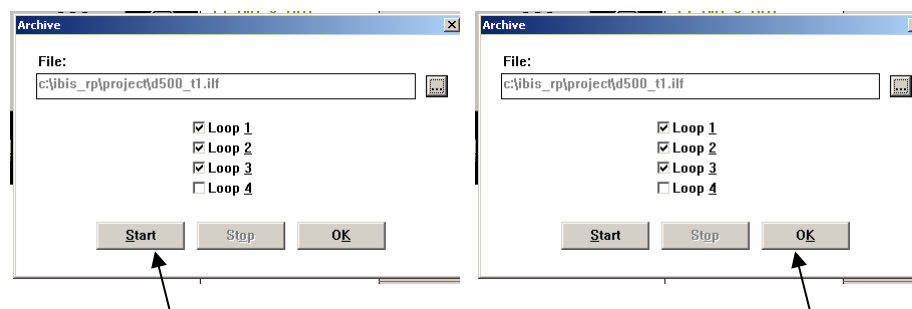 Archive
File:
c:\ibis_rp\project\d500_t1.ilf
...
Loop 1
Loop 2
Loop 3
Loop 4
Start Stop OK
Archive
File:
c:\ibis_rp\project\d500_t1.ilf
...
Loop 1
Loop 2
Loop 3
Loop 4
Start Stop OK